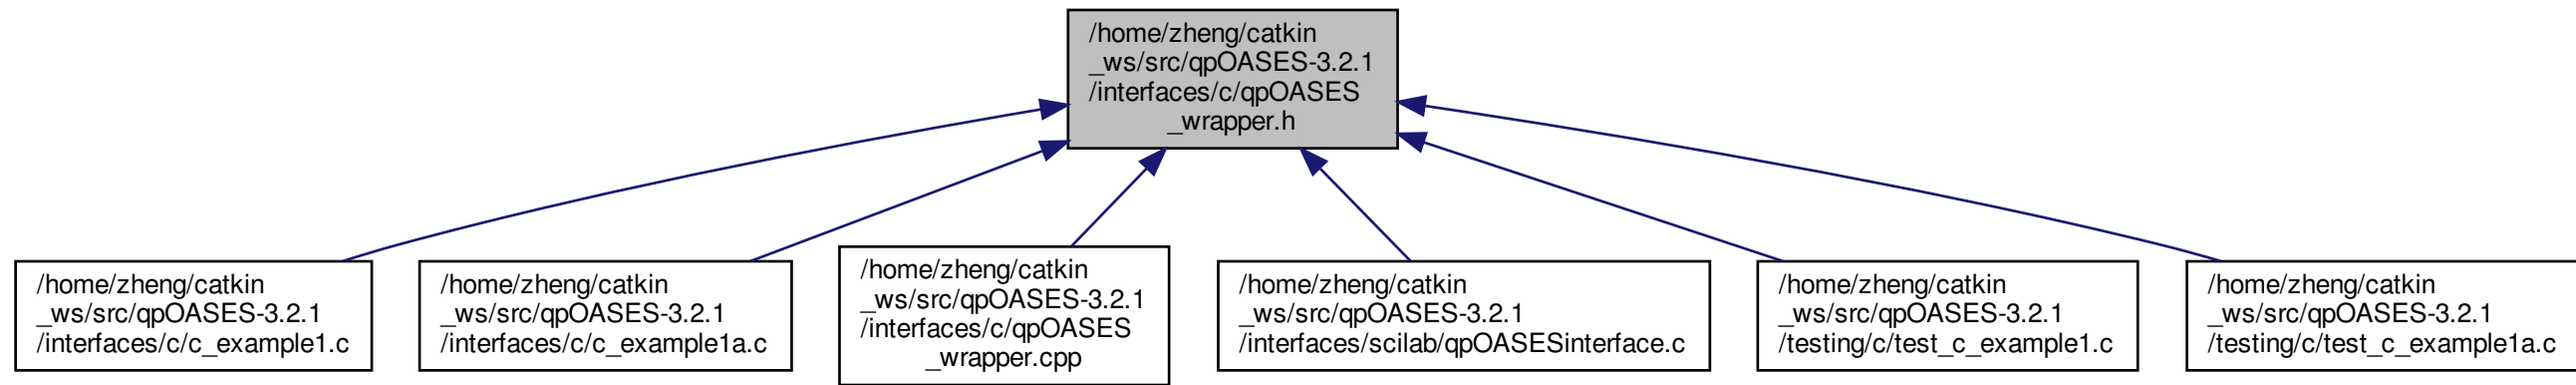 /home/zheng/catkin
_ws/src/qpOASES-3.2.1
/interfaces/c/qpOASES
_wrapper.h
/home/zheng/catkin
_ws/src/qpOASES-3.2.1
/interfaces/c/c_example1.c
/home/zheng/catkin
_ws/src/qpOASES-3.2.1
/interfaces/c/c_example1a.c
/home/zheng/catkin
_ws/src/qpOASES-3.2.1
/interfaces/c/qpOASES
_wrapper.cpp
/home/zheng/catkin
_ws/src/qpOASES-3.2.1
/interfaces/scilab/qpOASESinterface.c
/home/zheng/catkin
_ws/src/qpOASES-3.2.1
/testing/c/test_c_example1.c
/home/zheng/catkin
_ws/src/qpOASES-3.2.1
/testing/c/test_c_example1a.c